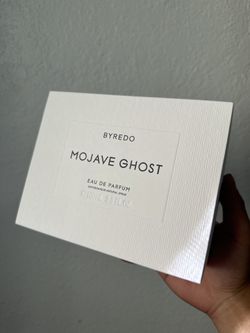 BYREDO
MOJAVE GHOST
EAU DE PARFUM